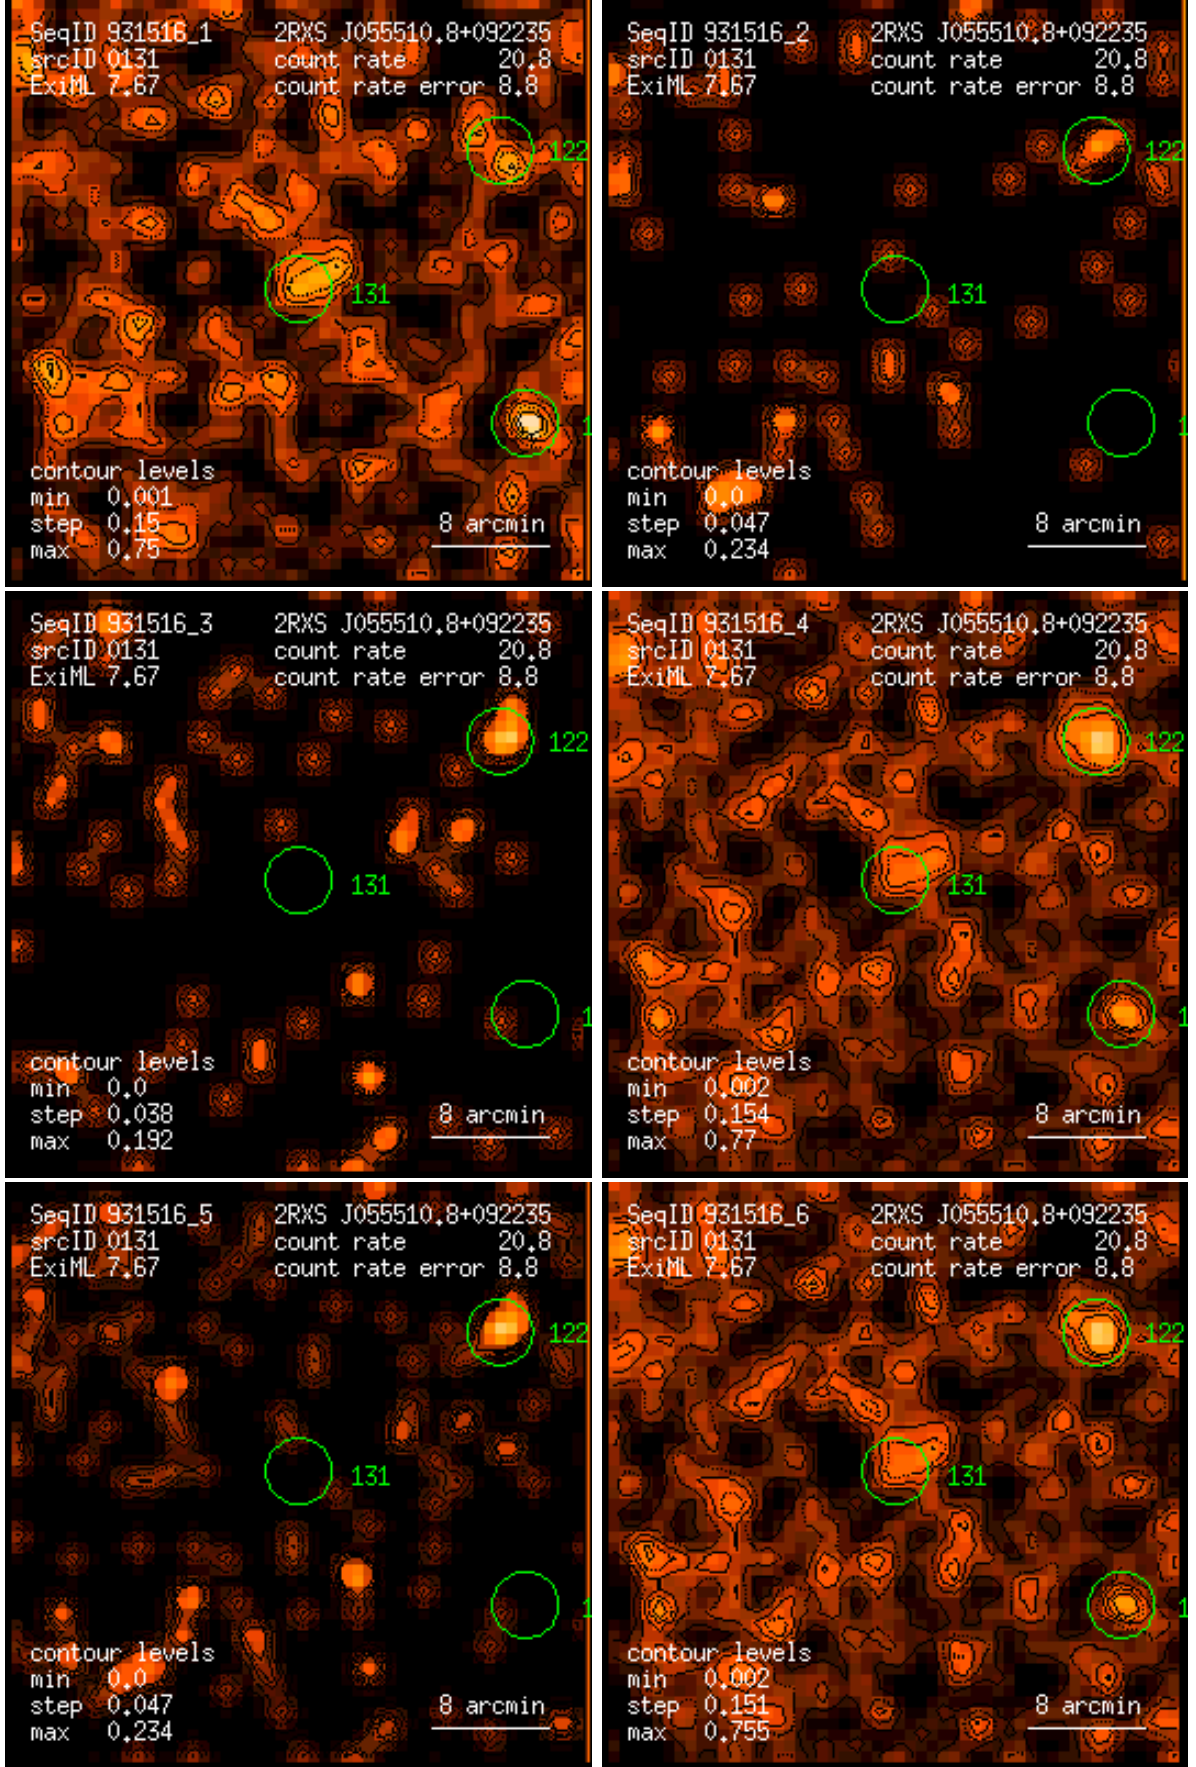 SeqID 931516_1 2RXS J055510.8+092235
srcID 0131 count rate 20.8
ExiML 7.67 count rate error 8.8
122
131
1
contour levels
min 0.001
step 0.15 8 arcmin
max 0.75
SeqID 931516_2 2RXS J055510.8+092235
srcID 0131 count rate 20.8
ExiML 7.67 count rate error 8.8
122
131
1
contour levels
min 0.0
step 0.047 8 arcmin
max 0.234
SeqID 931516_3 2RXS J055510.8+092235
srcID 0131 count rate 20.8
ExiML 7.67 count rate error 8.8
122
131
1
contour levels
min 0.0
step 0.038 8 arcmin
max 0.192
SeqID 931516_4 2RXS J055510.8+092235
srcID 0131 count rate 20.8
ExiML 7.67 count rate error 8.8
122
131
1
contour levels
min 0.002
step 0.154 8 arcmin
max 0.77
SeqID 931516_5 2RXS J055510.8+092235
srcID 0131 count rate 20.8
ExiML 7.67 count rate error 8.8
122
131
1
contour levels
min 0.0
step 0.047 8 arcmin
max 0.234
SeqID 931516_6 2RXS J055510.8+092235
srcID 0131 count rate 20.8
ExiML 7.67 count rate error 8.8
122
131
1
contour levels
min 0.002
step 0.151 8 arcmin
max 0.755